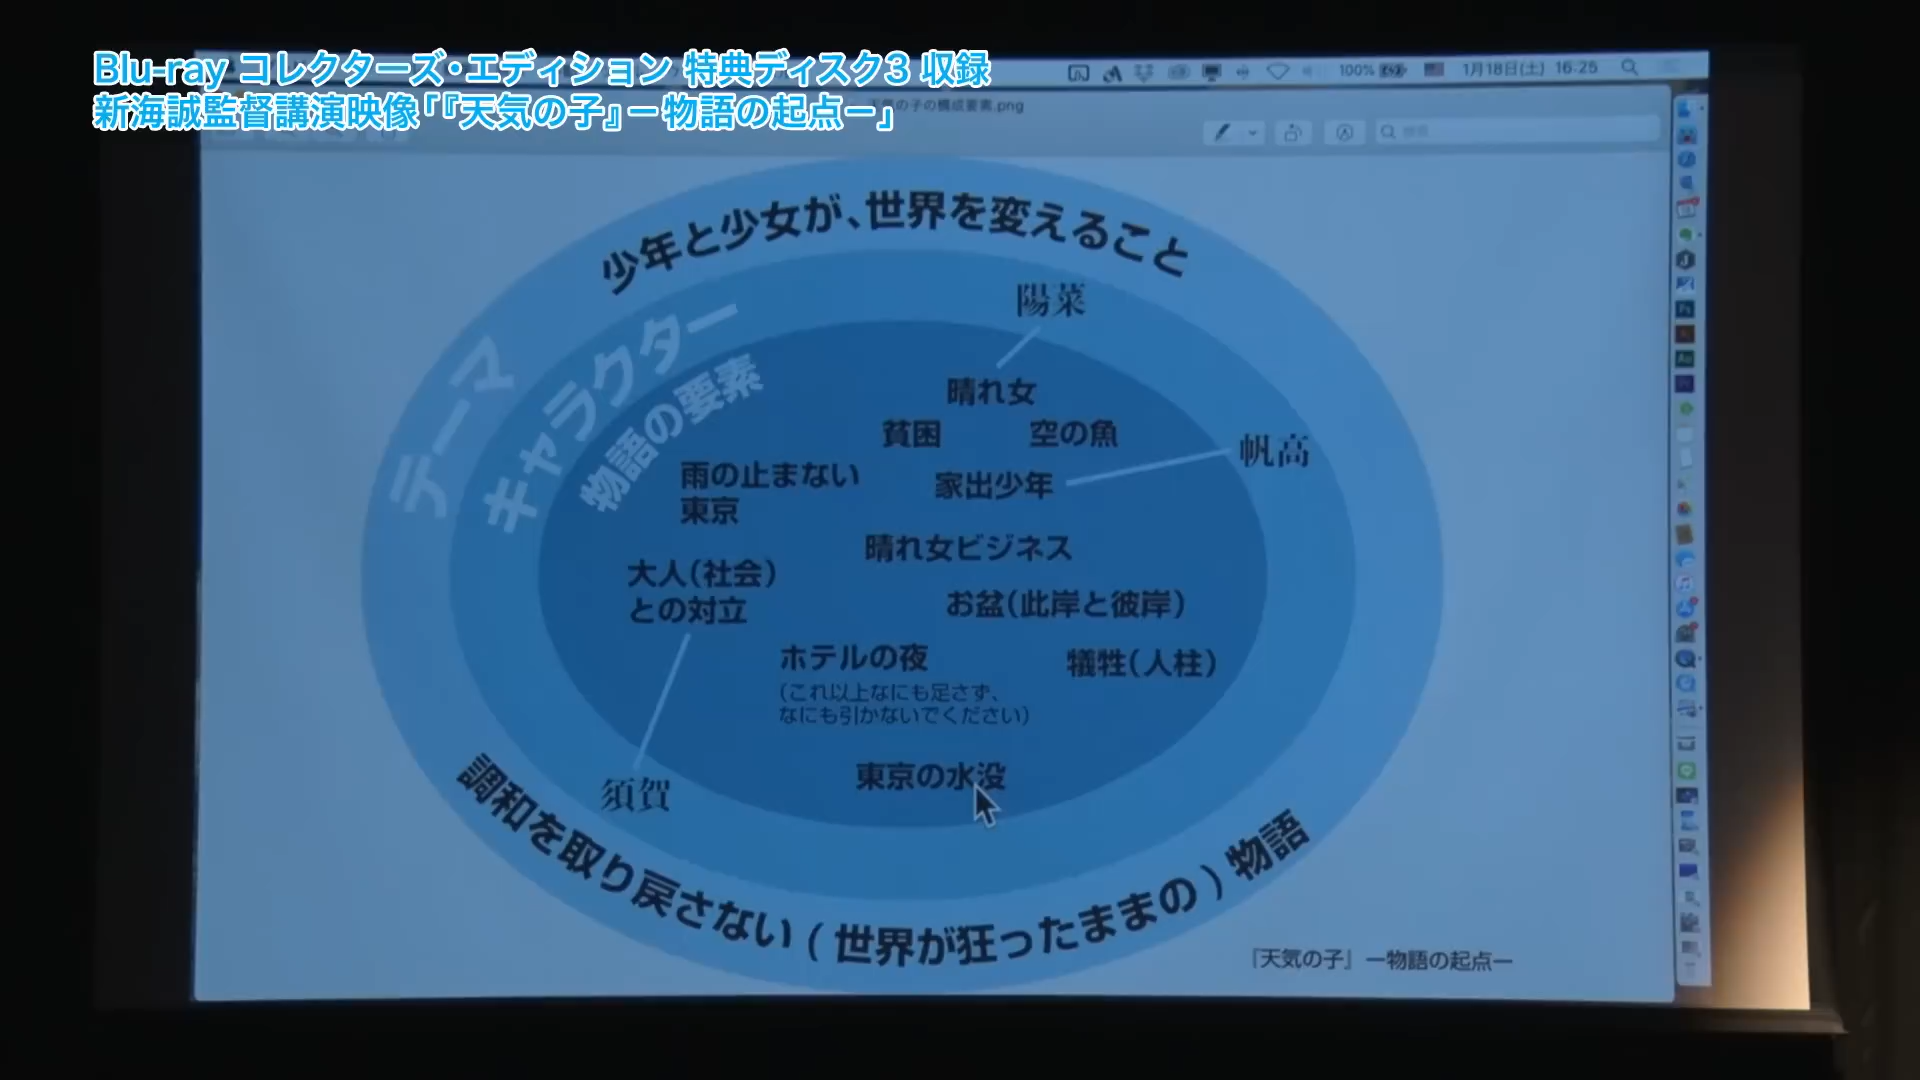 Blu-ray コレクターズ・エディション 特典ディスク3 収録
新海誠監督講演映像「『天気の子』－物語の起点－」
100%
1月18日(土) 16-25
の子の構成要素.png
少年と少女が、世界を変えること
テーマ
キャラクター
物語の要素
陽菜
晴れ女
貧困
空の魚
帆高
雨の止まない
東京
家出少年
晴れ女ビジネス
大人(社会)
との対立
お盆(此岸と彼岸)
ホテルの夜
(これ以上なにも足さず、
なにも引かないでください)
犠牲(人柱)
須賀
東京の水没
調和を取り戻さない(世界が狂ったままの)物語
『天気の子』 ー物語の起点ー